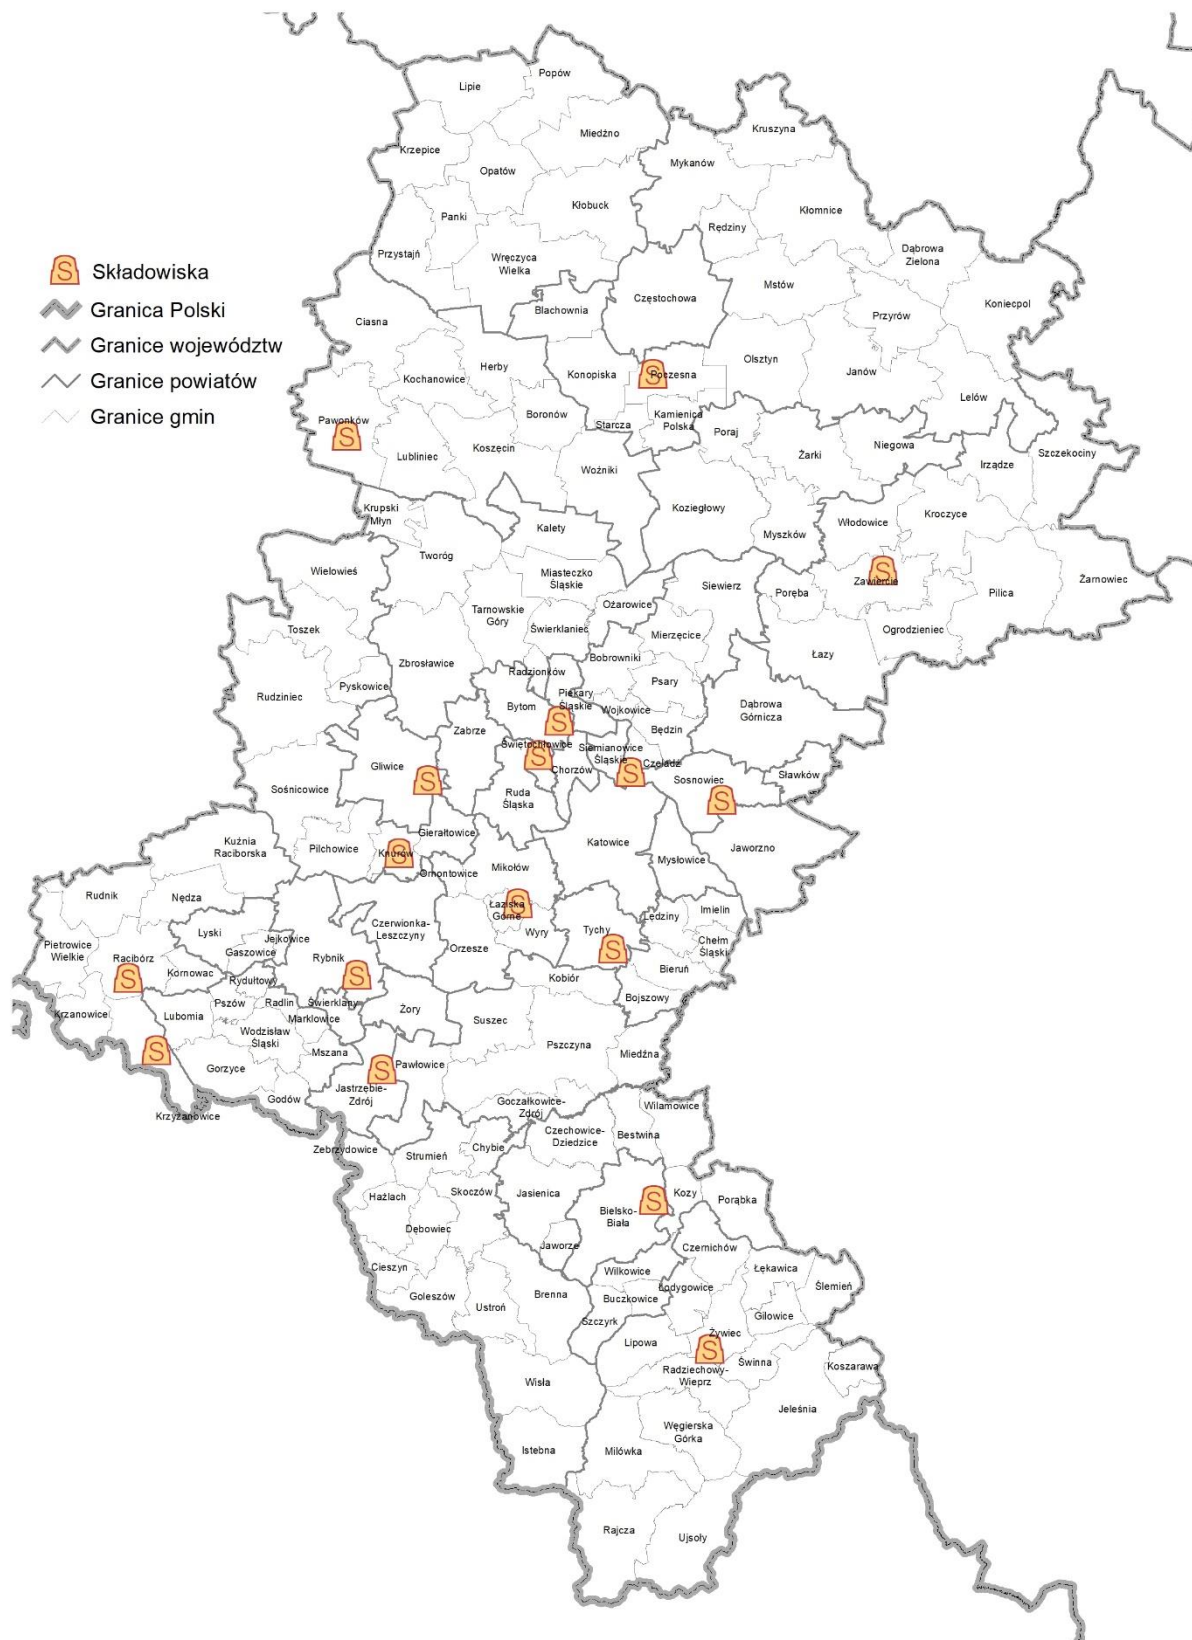 Lipie
Popów
Kruszyna
Miedźno
Krzepice
Mykanów
Opatów
Kłobuck
Kłomnice
Panki
Rędziny
Dąbrowa
Zielona
Przystajń
Wręczyca
Wielka
S Składowiska
Mstów
Częstochowa
Koniecpol
Granica Polski
Blachownia
Przyrów
Ciasna
Granice województw
Olsztyn
Herby
Konopiska
S
Poczesna
Janów
Granice powiatów
Kochanowice
Lelów
Granice gmin
Boronów
Kamienica
Polska
Pawonków
S
Starcza
Poraj
Niegowa
Koszęcin
Lubliniec
Żarki
Szczekociny
Irządze
Woźniki
Krupski
Młyn
Koziegłowy
Kroczyce
Włodowice
Kalety
Myszków
Tworóg
Wielowieś
Miasteczko
Śląskie
S
Zawiercie
Żarnowiec
Siewierz
Poręba
Pilica
Ożarowice
Tarnowskie
Góry
Toszek
Świerklaniec
Mierzęcice
Ogrodzieniec
Łazy
Zbrosławice
Bobrowniki
Radzionków
Psary
Pyskowice
Rudziniec
Piekary
Śląskie
Bytom
Wojkowice
Dąbrowa
Górnicza
S
Zabrze
Będzin
Świętochłowice
S
Siemianowice
Śląskie
Czeladź
S
Chorzów
Gliwice
S
Sosnowiec
S
Sławków
Sośnicowice
Ruda
Śląska
Gierałtowice
Kuźnia
Raciborska
Pilchowice
Knurów
S
Katowice
Jaworzno
Mysłowice
Ornontowice
Mikołów
Rudnik
Nędza
Łaziska
Górne
S
Imielin
Lędziny
Czerwionka-
Leszczyny
Lyski
Wyry
Tychy
S
Chełm
Śląski
Pietrowice
Wielkie
Jejkowice
Gaszowice
Orzesze
Rybnik
S
Racibórz
S
Kornowac
Bieruń
Kobiór
Rydułtowy
Bojszowy
Krzanowice
Pszów
Radlin
Świerklany
Żory
Lubomia
Marklowice
Suszec
Wodzisław
Śląski
Pszczyna
S
Mszana
Miedźna
Gorzyce
S
Pawłowice
Jastrzębie-
Zdrój
Godów
Goczałkowice-
Zdrój
Wilamowice
Krzyżanowice
Czechowice-
Dziedzice
Bestwina
Zebrzydowice
Chybie
Strumień
Skoczów
Jasienica
Kozy
Hażlach
Porąbka
Bielsko-
Biała
S
Dębowiec
Jaworze
Czernichów
Cieszyn
Wilkowice
Łękawica
Łodygowice
Ślemień
Goleszów
Brenna
Buczkowice
Ustroń
Gilowice
Szczyrk
Żywiec
Lipowa
S
Świnna
Koszarawa
Radziechowy-
Wieprz
Wisła
Jeleśnia
Węgierska
Górka
Istebna
Milówka
Rajcza
Ujsoły